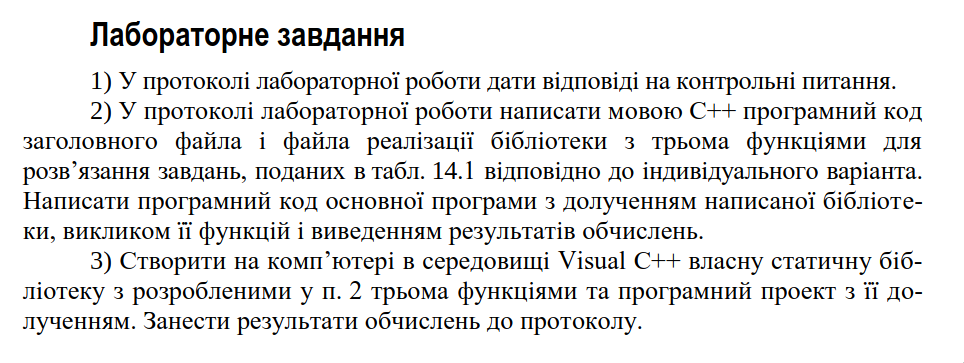 Лабораторне завдання
1) У протоколі лабораторної роботи дати відповіді на контрольні питання.
2) У протоколі лабораторної роботи написати мовою С++ програмний код
заголовного файла і файла реалізації бібліотеки з трьома функціями для
розв’язання завдань, поданих в табл. 14.1 відповідно до індивідуального варіанта.
Написати програмний код основної програми з долученням написаної бібліоте-
ки, викликом її функцій і виведенням результатів обчислень.
3) Створити на комп’ютері в середовищі Visual C++ власну статичну біб-
ліотеку з розробленими у п. 2 трьома функціями та програмний проект з її до-
лученням. Занести результати обчислень до протоколу.